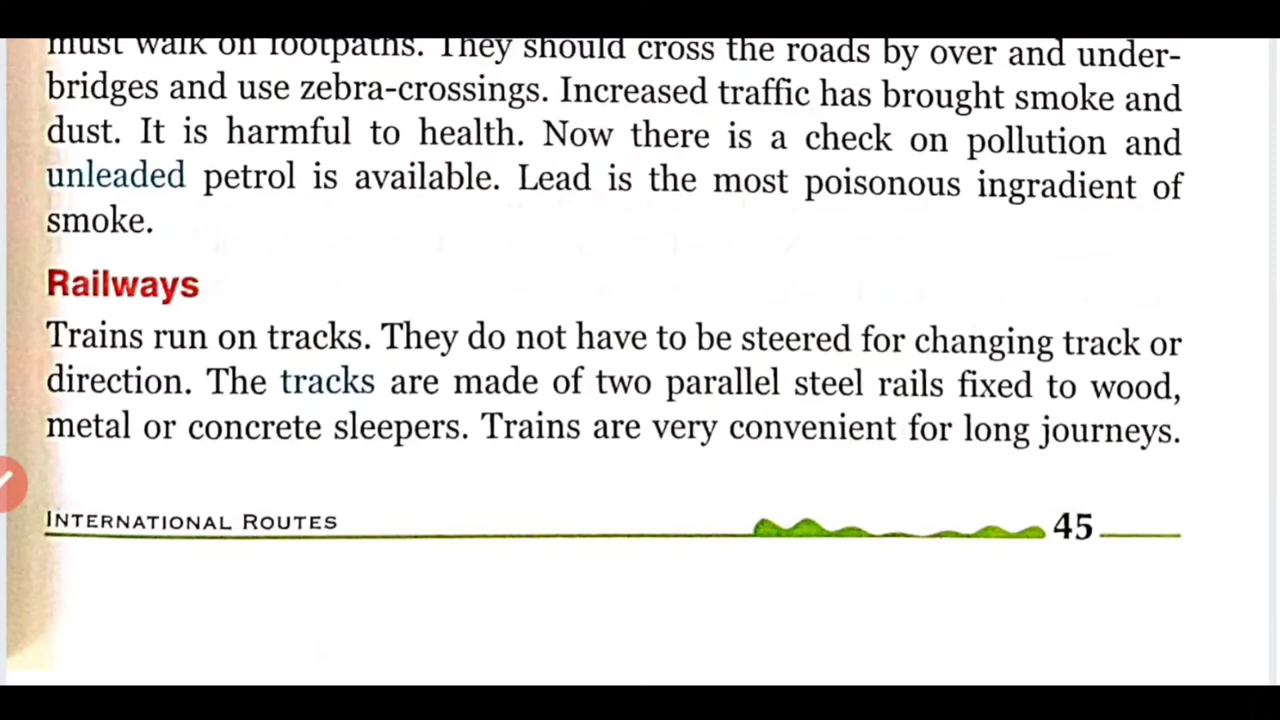 must walk on footpaths. They should cross the roads by over and under-
bridges and use zebra-crossings. Increased traffic has brought smoke and
dust. It is harmful to health. Now there is a check on pollution and
unleaded petrol is available. Lead is the most poisonous ingradient of
smoke.
Railways
Trains run on tracks. They do not have to be steered for changing track or
direction. The tracks are made of two parallel steel rails fixed to wood,
metal or concrete sleepers. Trains are very convenient for long journeys.
INTERNATIONAL ROUTES 45